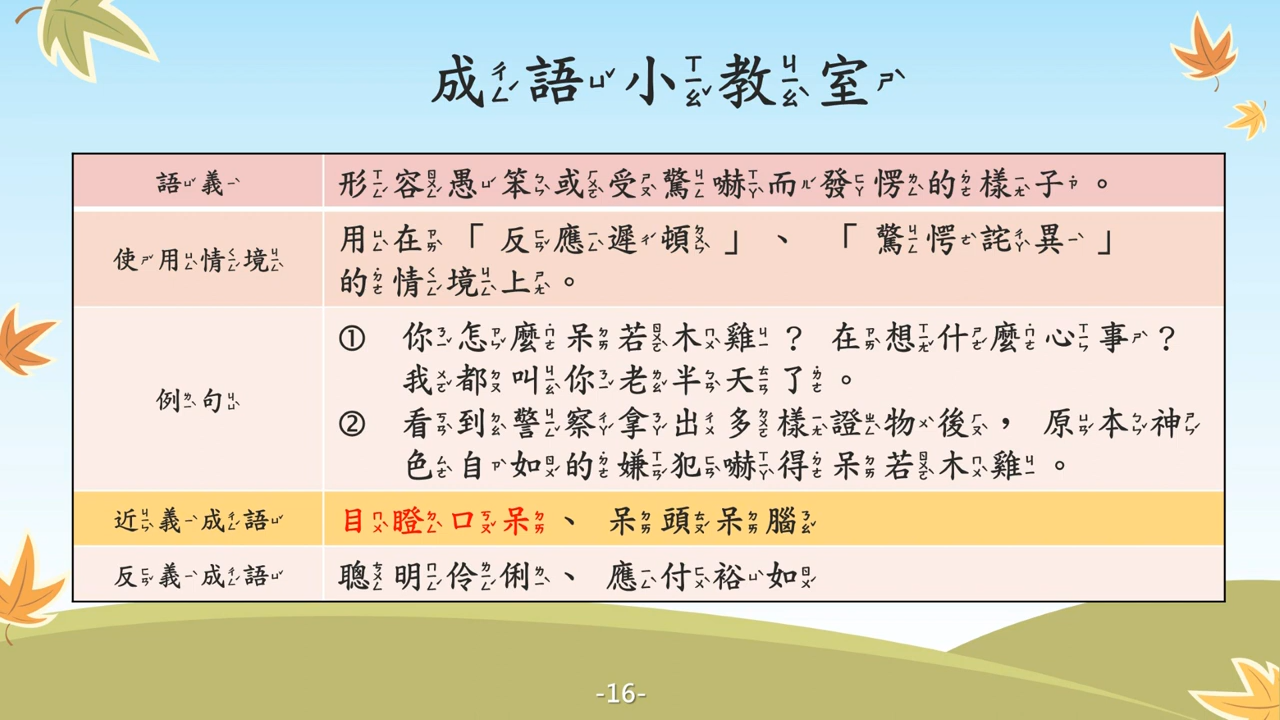 成語小教室
語義
形容愚笨或受驚嚇而發愣的樣子。
使用情境
用在「反應遲頓」、「驚愕詫異」
的情境上。
例句
① 你怎麼呆若木雞？在想什麼心事？
我都叫你老半天了。
② 看到警察拿出多樣證物後，原本神
色自如的嫌犯嚇得呆若木雞。
近義成語
目瞪口呆、呆頭呆腦
反義成語
聰明伶俐、應付裕如
-16-